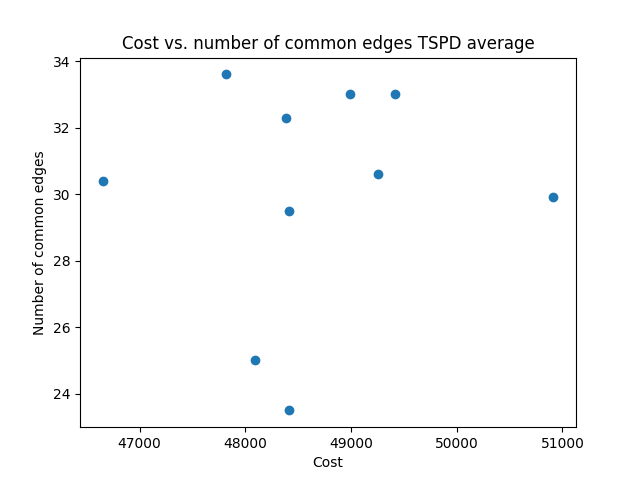 Cost vs. number of common edges TSPD average
34
32
30
28
26
24
Number of common edges
47000 48000 49000 50000 51000
Cost